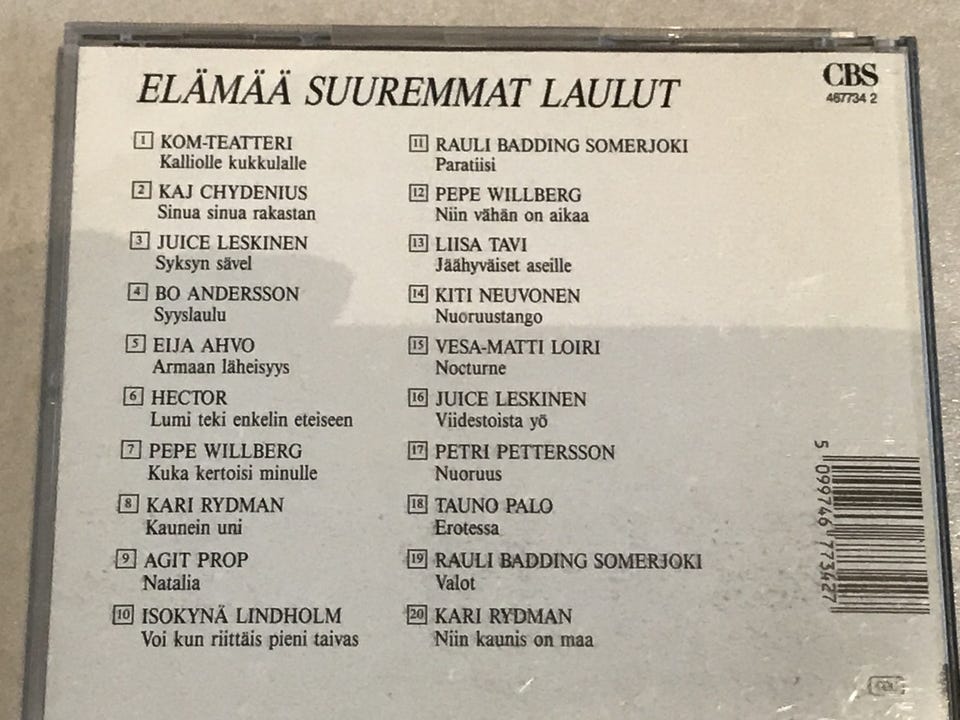 ELÄMÄÄ SUUREMMAT LAULUT
CBS
467734 2
1 KOM-TEATTERI
Kalliolle kukkulalle
2 KAJ CHYDENIUS
Sinua sinua rakastan
3 JUICE LESKINEN
Syksyn sävel
4 BO ANDERSSON
Syyslaulu
5 EIJA AHVO
Armaan läheisyys
6 HECTOR
Lumi teki enkelin eteiseen
7 PEPE WILLBERG
Kuka kertoisi minulle
8 KARI RYDMAN
Kaunein uni
9 AGIT PROP
Natalia
10 ISOKYNÄ LINDHOLM
Voi kun riittäis pieni taivas
11 RAULI BADDING SOMERJOKI
Paratiisi
12 PEPE WILLBERG
Niin vähän on aikaa
13 LIISA TAVI
Jäähyväiset aseille
14 KITI NEUVONEN
Nuoruustango
15 VESA-MATTI LOIRI
Nocturne
16 JUICE LESKINEN
Viidestoista yö
17 PETRI PETTERSSON
Nuoruus
18 TAUNO PALO
Erotessa
19 RAULI BADDING SOMERJOKI
Valot
20 KARI RYDMAN
Niin kaunis on maa
5 099746 773427